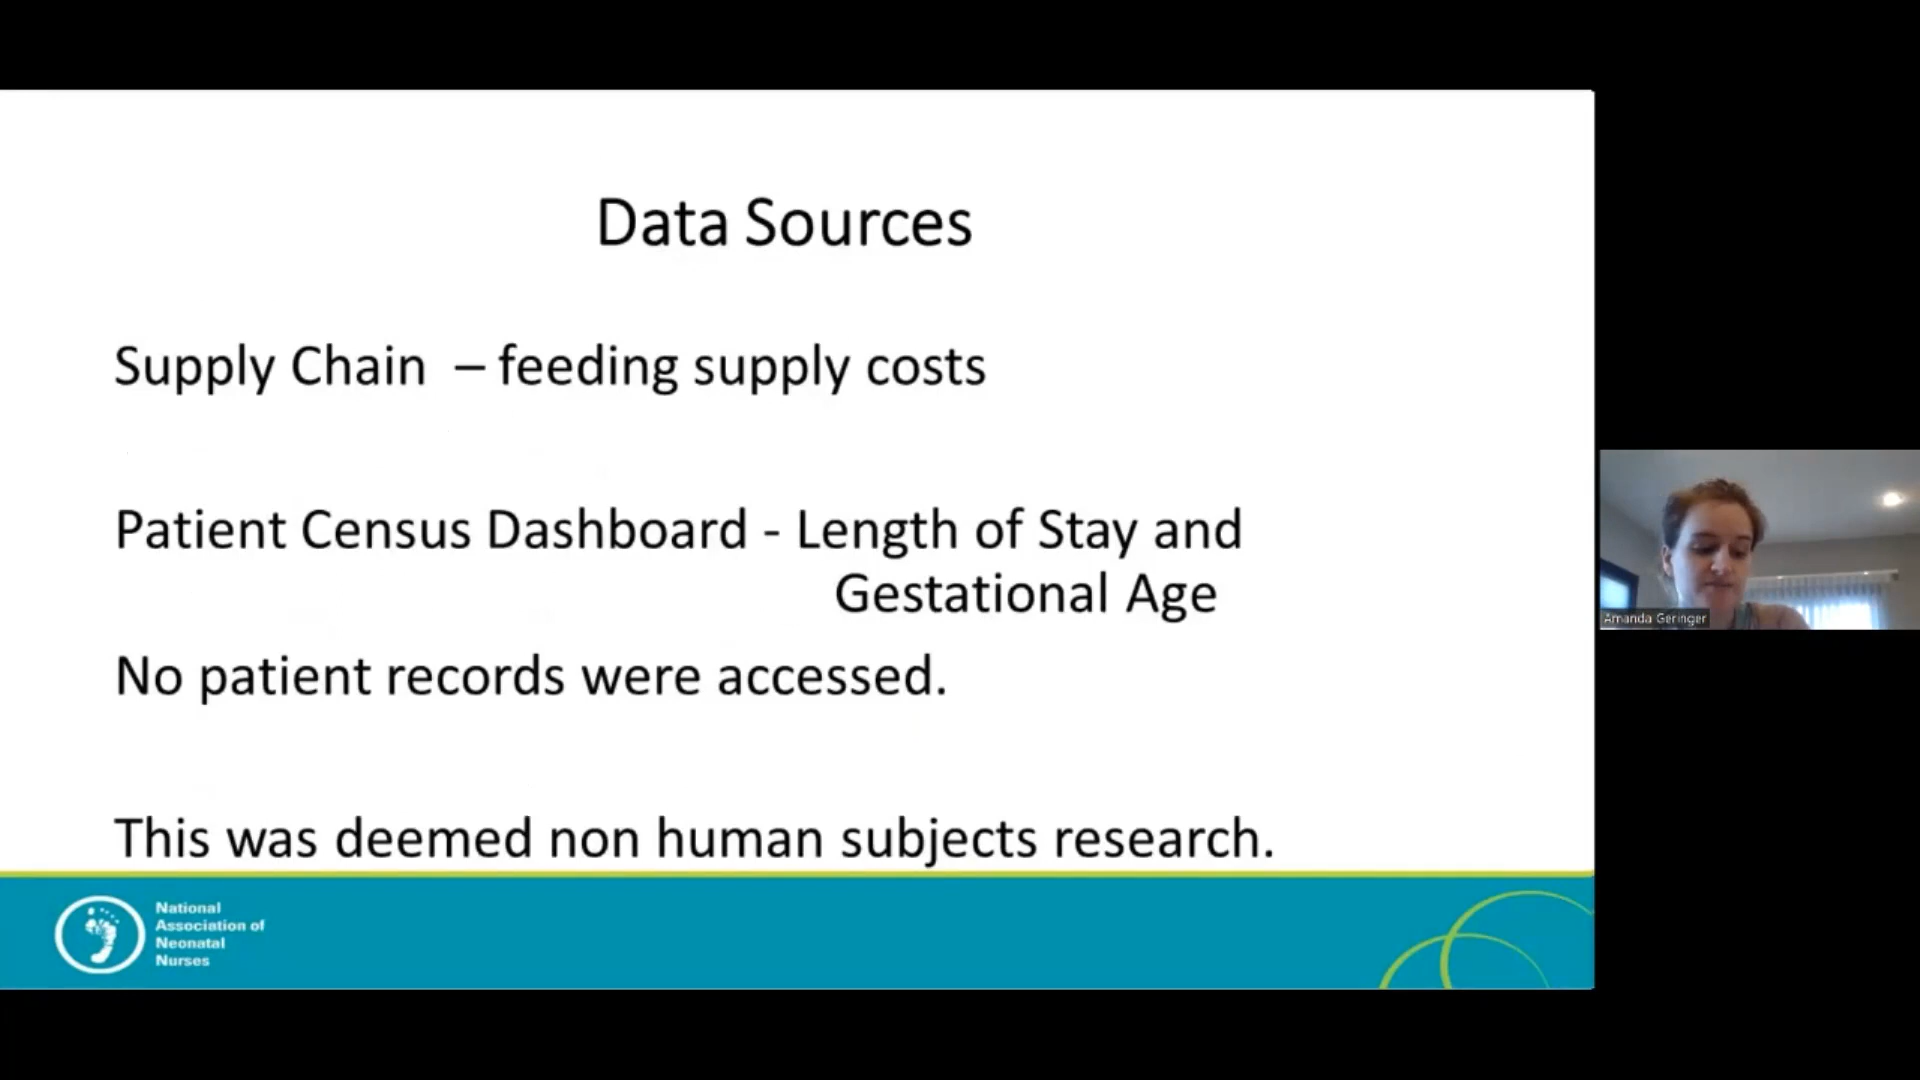 Data Sources
Supply Chain – feeding supply costs
Patient Census Dashboard - Length of Stay and
Gestational Age
No patient records were accessed.
This was deemed non human subjects research.
National
Association of
Neonatal
Nurses
Amanda Geringer